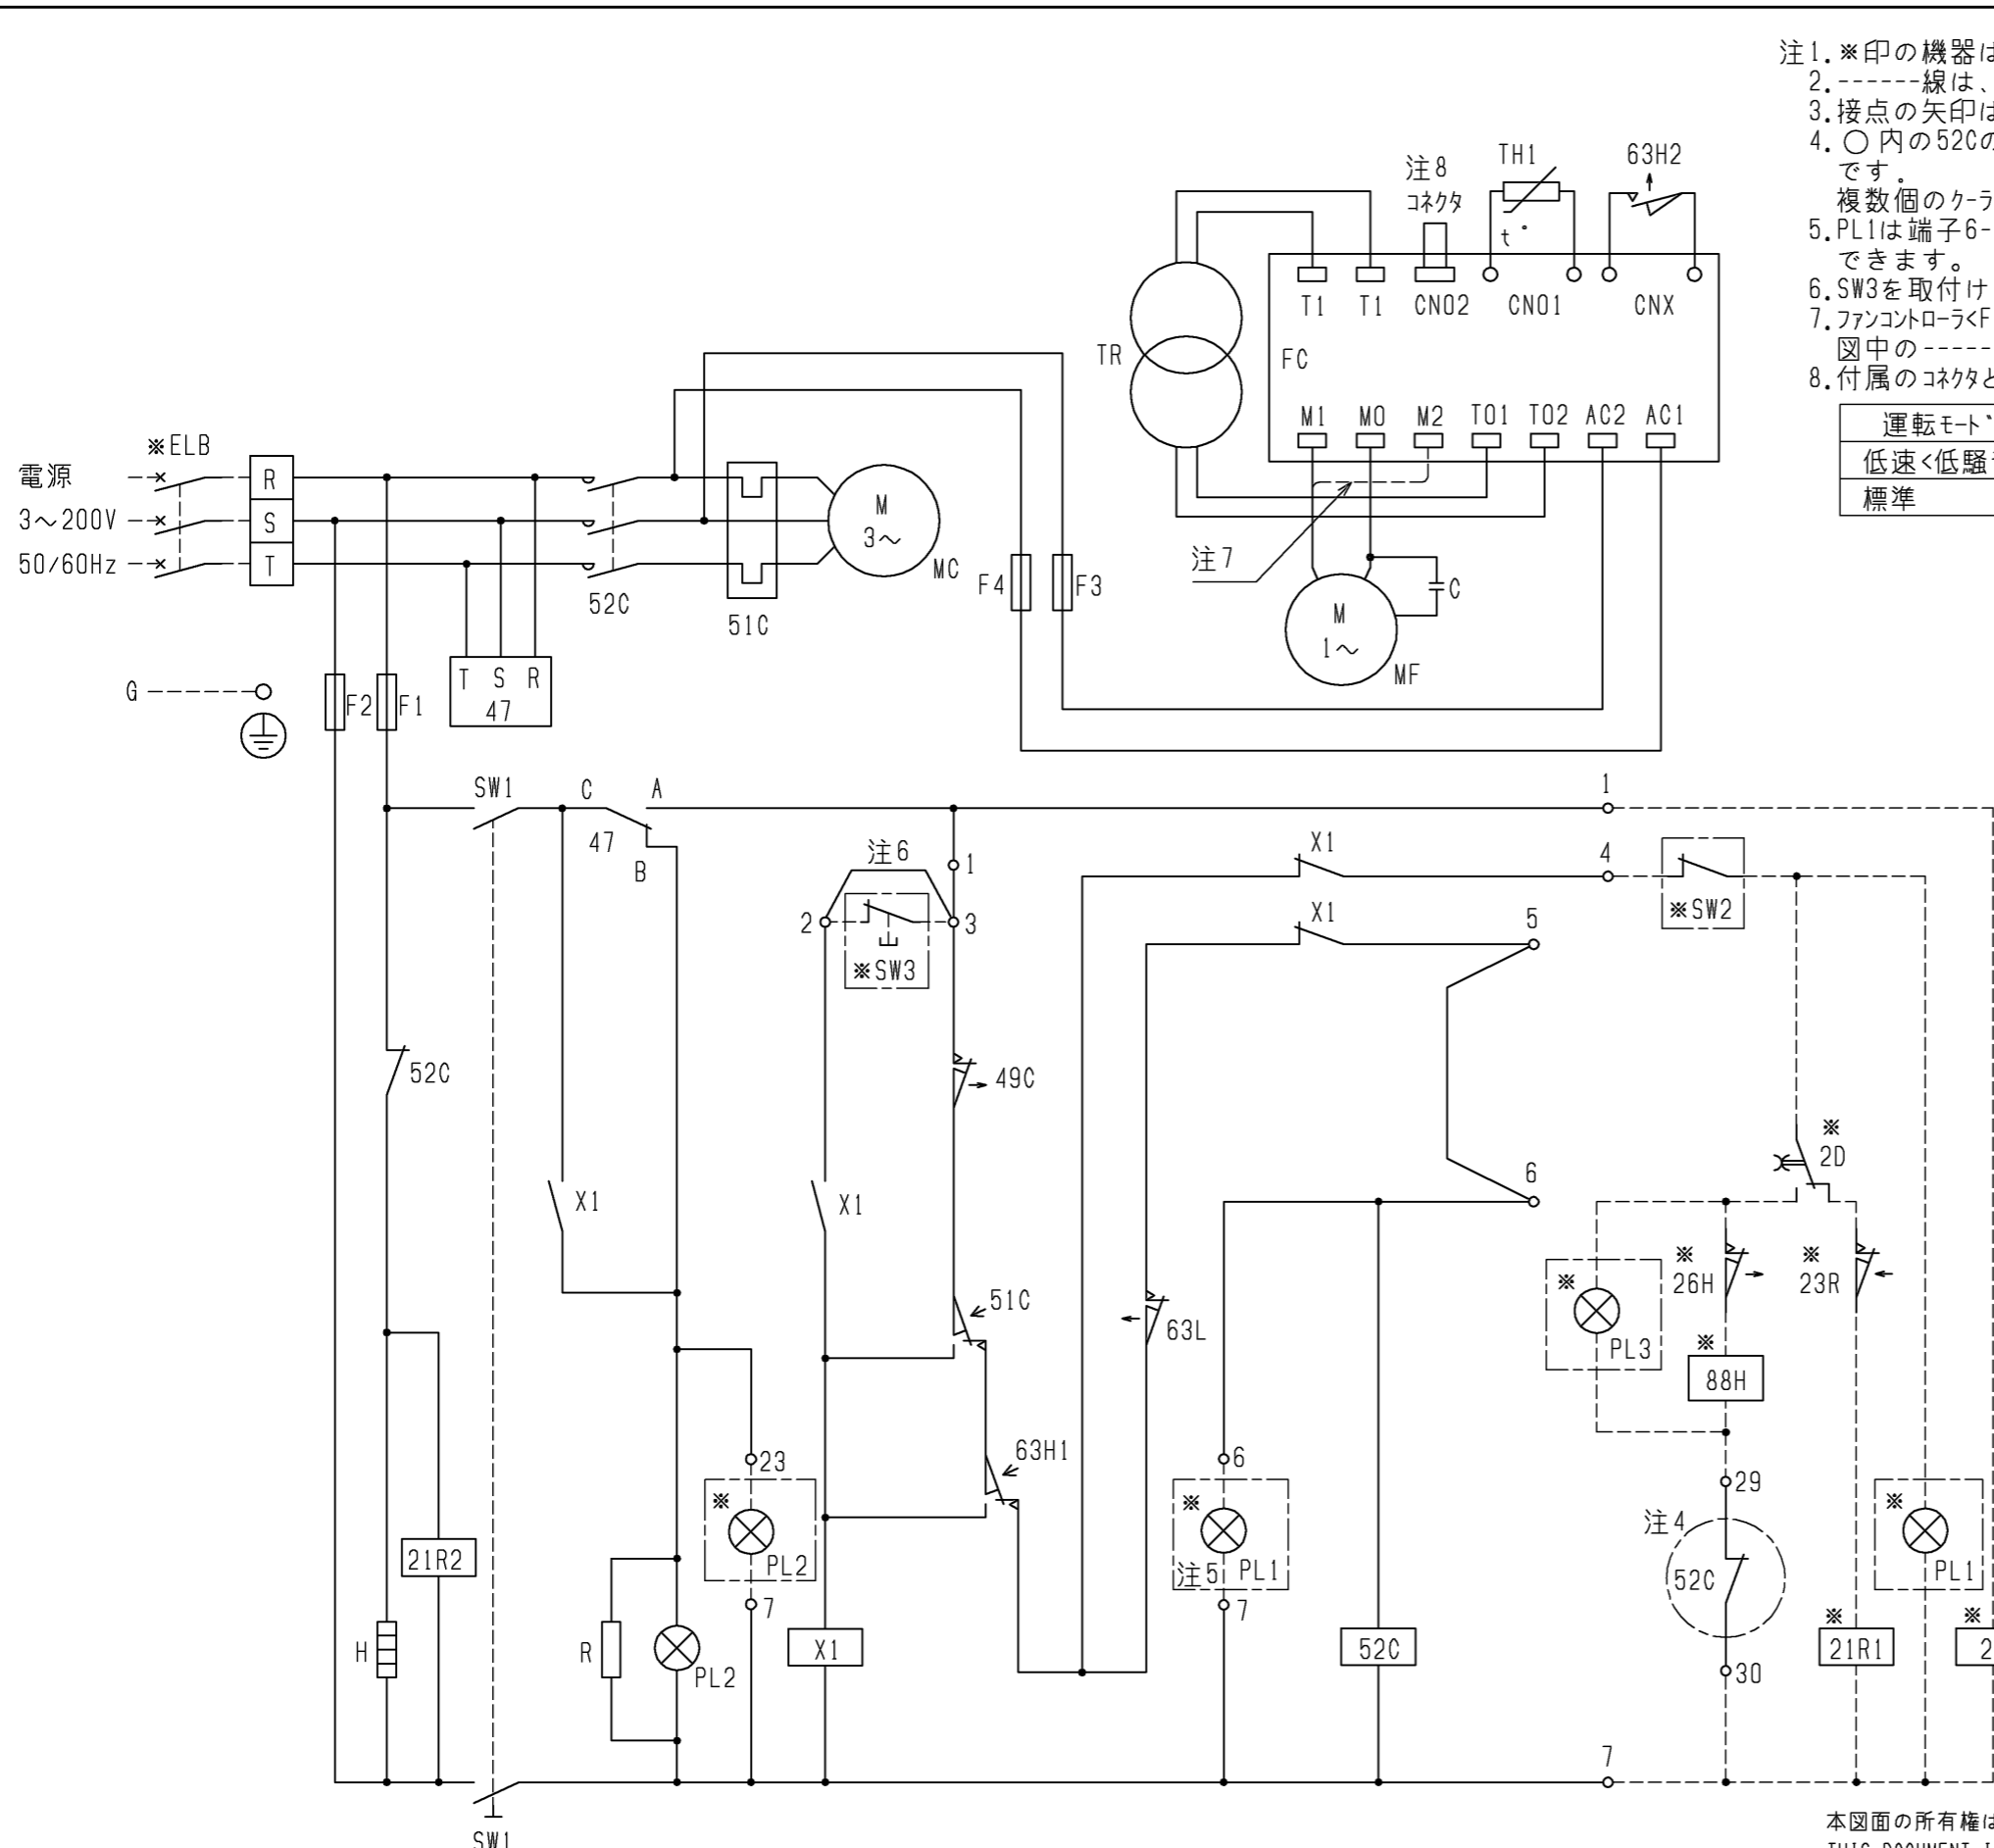 注1.※印の機器は
2.------線は、
3.接点の矢印は
4.○内の52Cの
です。
複数個のクーラ
5.PL1は端子6-
できます。
6.SW3を取付け
7.ファンコントローラ<F
図中の-----
8.付属のコネクタと
運転モード
低速<低騒
標準
注8
コネクタ
TH1
63H2
t°
T1 T1 CN02 CN01 CNX
TR
FC
M1 M0 M2 T01 T02 AC2 AC1
※ELB
電源
3〜200V
50/60Hz
R
S
T
52C
51C
M
3〜
MC
F4
F3
注7
M
1〜
MF
C
G
F2
F1
T S R
47
SW1
C
A
47
B
注6
1
2
3
※SW3
X1
4
1
※SW2
X1
5
52C
49C
※
2D
6
X1
X1
51C
63L
※
PL3
※
26H
※
23R
※
88H
63H1
23
※
PL2
7
6
※
注5 PL1
7
29
注4
52C
30
※
PL1
21R2
H
R
PL2
X1
52C
※
21R1
※
2
7
SW1
本図面の所有権は
THIS DOCUMENT I